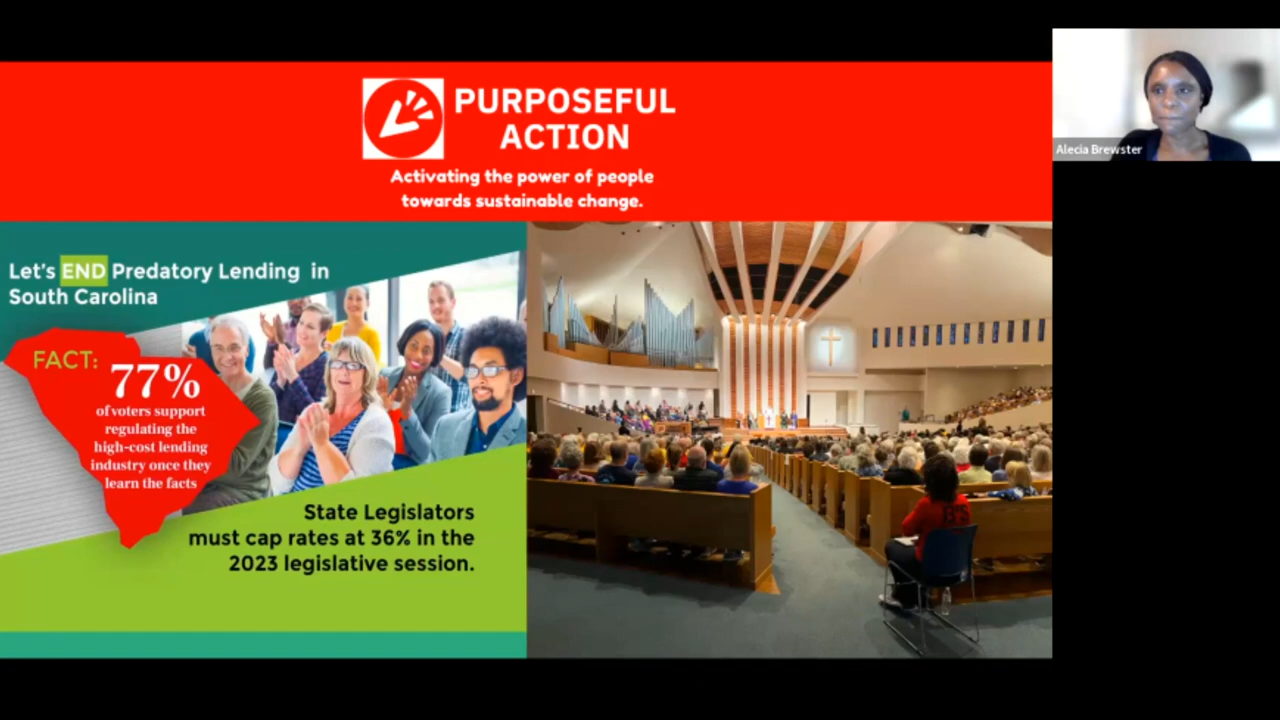 PURPOSEFUL
ACTION
Activating the power of people
towards sustainable change.
Alecia Brewster
Let's END Predatory Lending in
South Carolina
FACT:
77%
of voters support
regulating the
high-cost lending
industry once they
learn the facts
State Legislators
must cap rates at 36% in the
2023 legislative session.